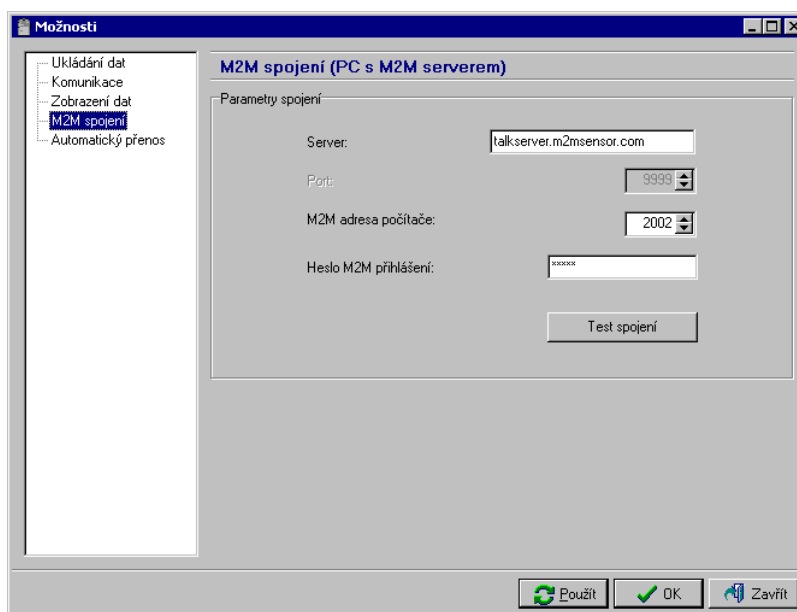 Možnosti
Ukládání dat
Komunikace
Zobrazení dat
M2M spojení
Automatický přenos
M2M spojení (PC s M2M serverem)
Parametry spojení
Server: talkserver.m2msensor.com
Port: 9999
M2M adresa počítače: 2002
Heslo M2M přihlášení: xxxxx
Test spojení
Použít OK Zavřít